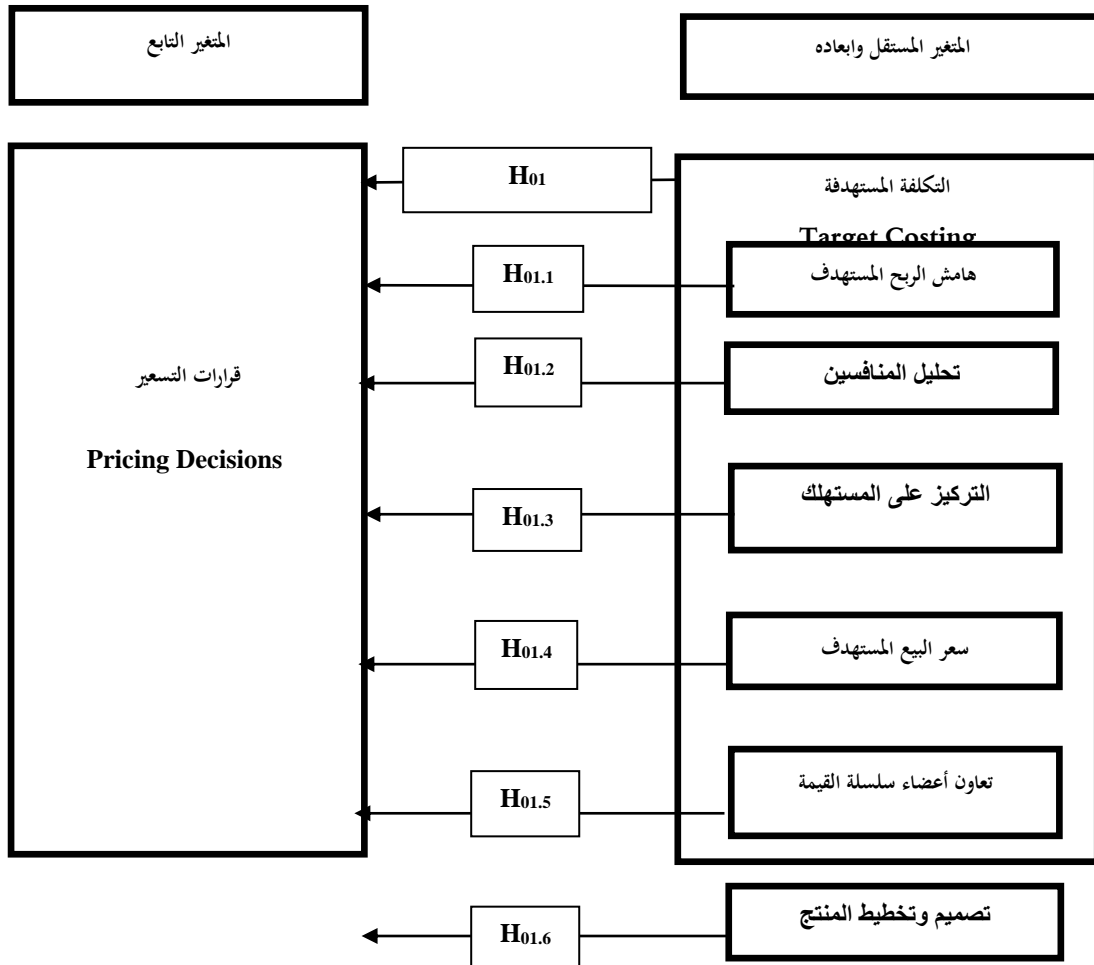 المتغير المستقل وابعاده
المتغير التابع
التكلفة المستهدفة
Target Costing
H01
هامش الربح المستهدف
H01.1
تحليل المنافسين
H01.2
قرارات التسعير
Pricing Decisions
التركيز على المستهلك
H01.3
سعر البيع المستهدف
H01.4
تعاون أعضاء سلسلة القيمة
H01.5
تصميم وتخطيط المنتج
H01.6